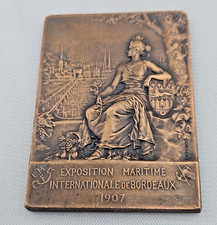 EXPOSITION MARITIME
INTERNATIONALE DE BORDEAUX
1907